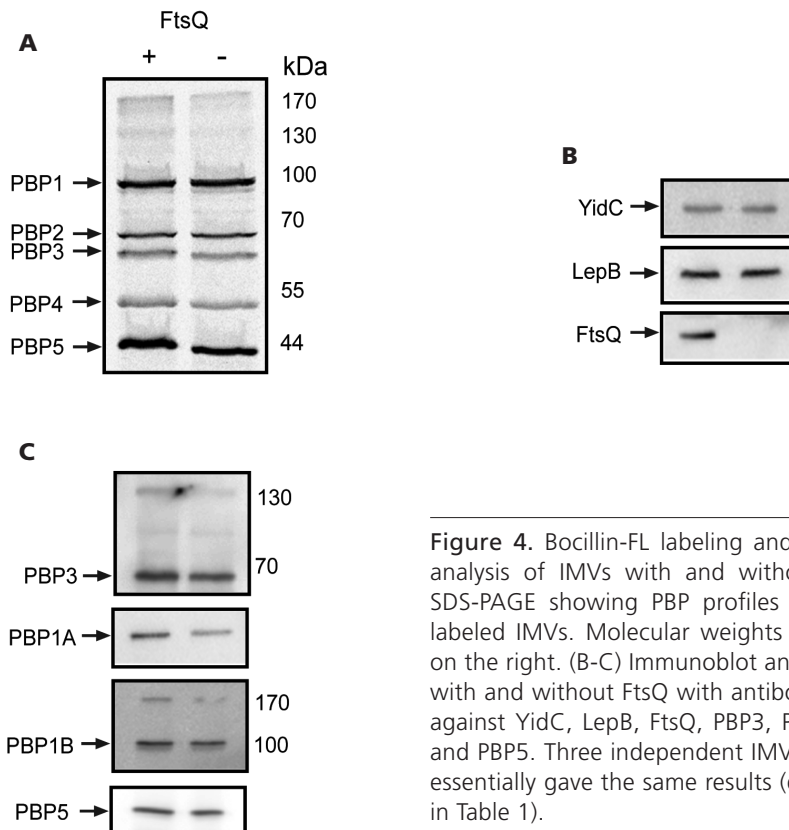 FtsQ
A
+ -
kDa
170
130
100
70
55
44
PBP1
PBP2
PBP3
PBP4
PBP5
B
YidC
LepB
FtsQ
C
130
70
PBP3
PBP1A
170
PBP1B
100
PBP5
Figure 4. Bocillin-FL labeling and
analysis of IMVs with and witho
SDS-PAGE showing PBP profiles
labeled IMVs. Molecular weights
on the right. (B-C) Immunoblot an
with and without FtsQ with antibo
against YidC, LepB, FtsQ, PBP3,
and PBP5. Three independent IMV
essentially gave the same results (
in Table 1).